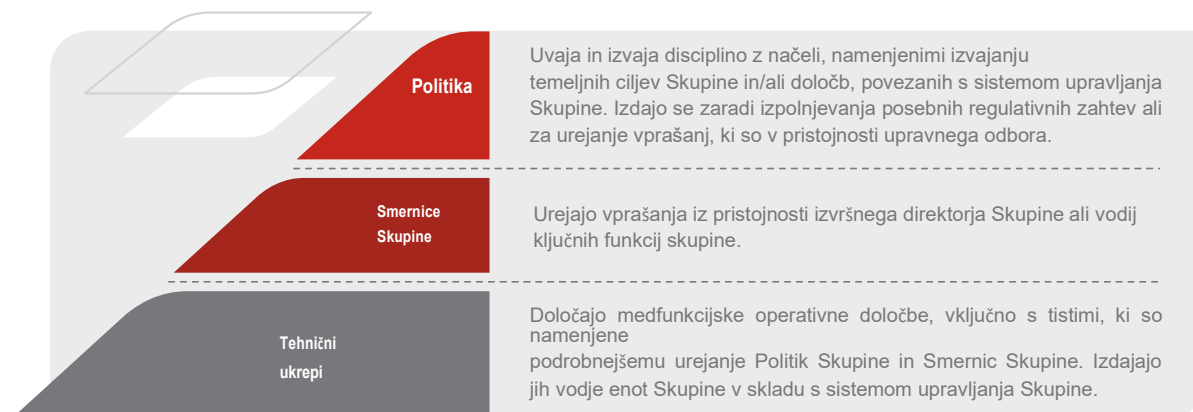 Politika
Uvaja in izvaja disciplino z načeli, namenjenimi izvajanju
temeljnih ciljev Skupine in/ali določb, povezanih s sistemom upravljanja
Skupine. Izdajo se zaradi izpolnjevanja posebnih regulativnih zahtev ali
za urejanje vprašanj, ki so v pristojnosti upravnega odbora.
Smernice
Skupine
Urejajo vprašanja iz pristojnosti izvršnega direktorja Skupine ali vodij
ključnih funkcij skupine.
Tehnični
ukrepi
Določajo medfunkcijske operativne določbe, vključno s tistimi, ki so
namenjene
podrobnejšemu urejanje Politik Skupine in Smernic Skupine. Izdajajo
jih vodje enot Skupine v skladu s sistemom upravljanja Skupine.